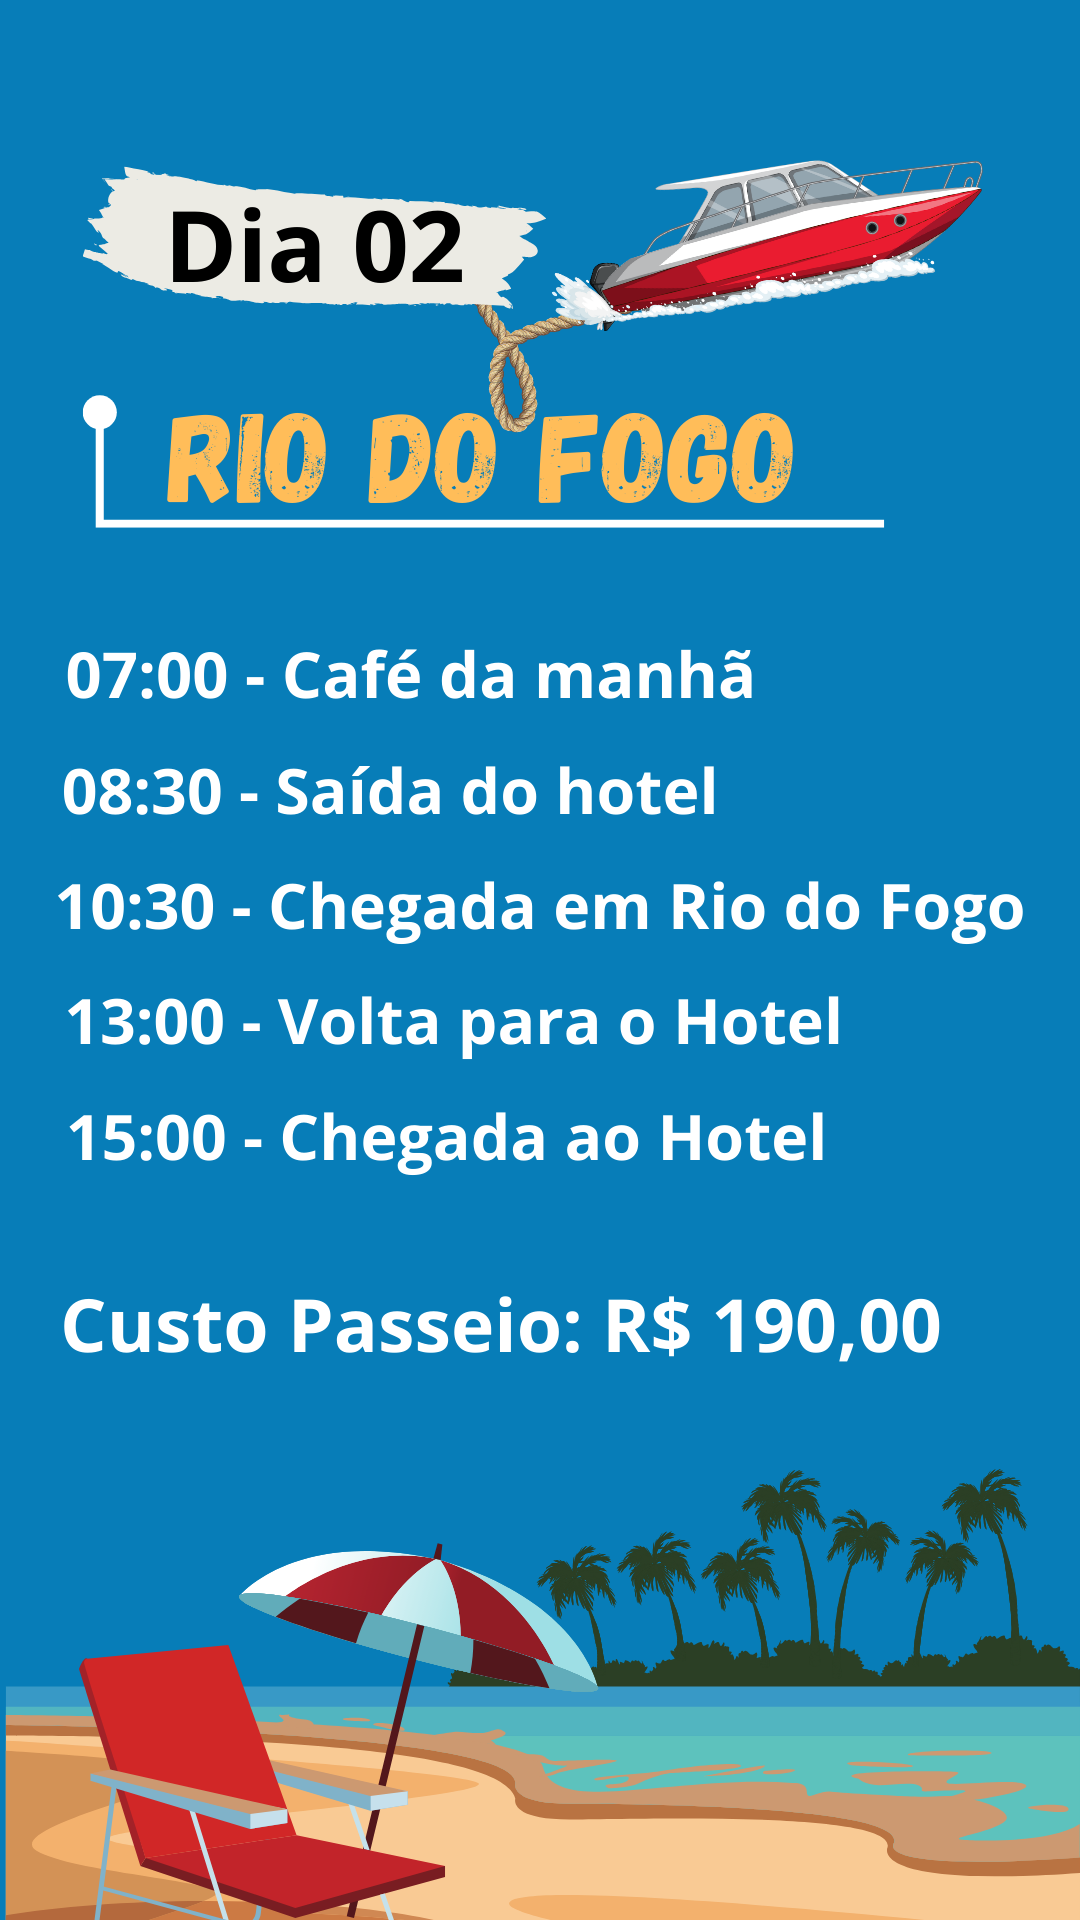 Dia 02
RIO DO FOGO
07:00 - Café da manhã
08:30 - Saída do hotel
10:30 - Chegada em Rio do Fogo
13:00 - Volta para o Hotel
15:00 - Chegada ao Hotel
Custo Passeio: R$ 190,00